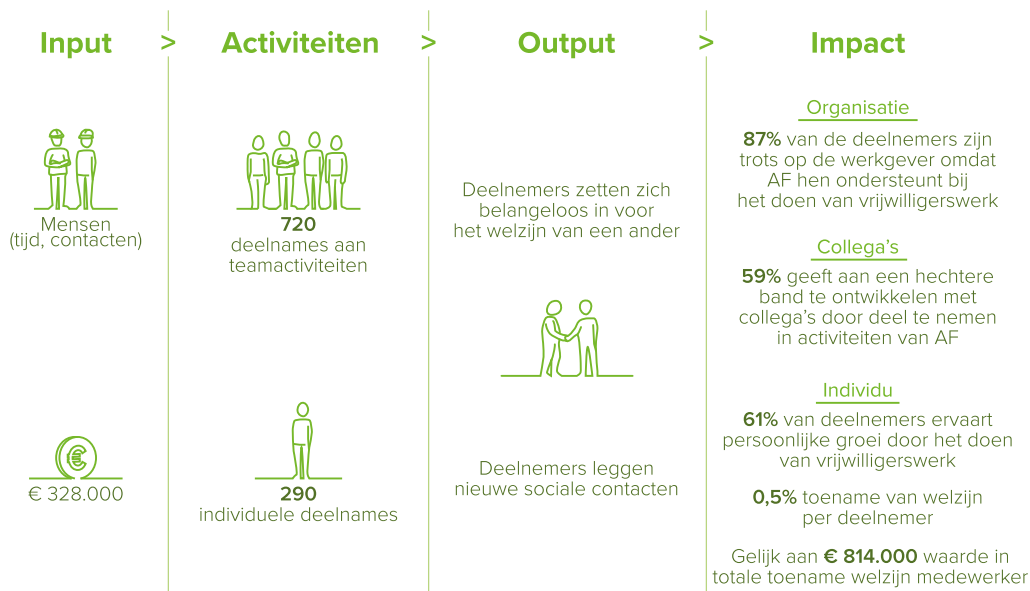 Input > Activiteiten > Output > Impact
Mensen
(tijd, contacten)
€
€ 328.000
720
deelnames aan
teamactiviteiten
290
individuele deelnames
Deelnemers zetten zich
belangeloos in voor
het welzijn van een ander
Deelnemers leggen
nieuwe sociale contacten
Organisatie
87% van de deelnemers zijn
trots op de werkgever omdat
AF hen ondersteunt bij
het doen van vrijwilligerswerk
Collega’s
59% geeft aan een hechtere
band te ontwikkelen met
collega’s door deel te nemen
in activiteiten van AF
Individu
61% van deelnemers ervaart
persoonlijke groei door het doen
van vrijwilligerswerk
0,5% toename van welzijn
per deelnemer
Gelijk aan € 814.000 waarde in
totale toename welzijn medewerker